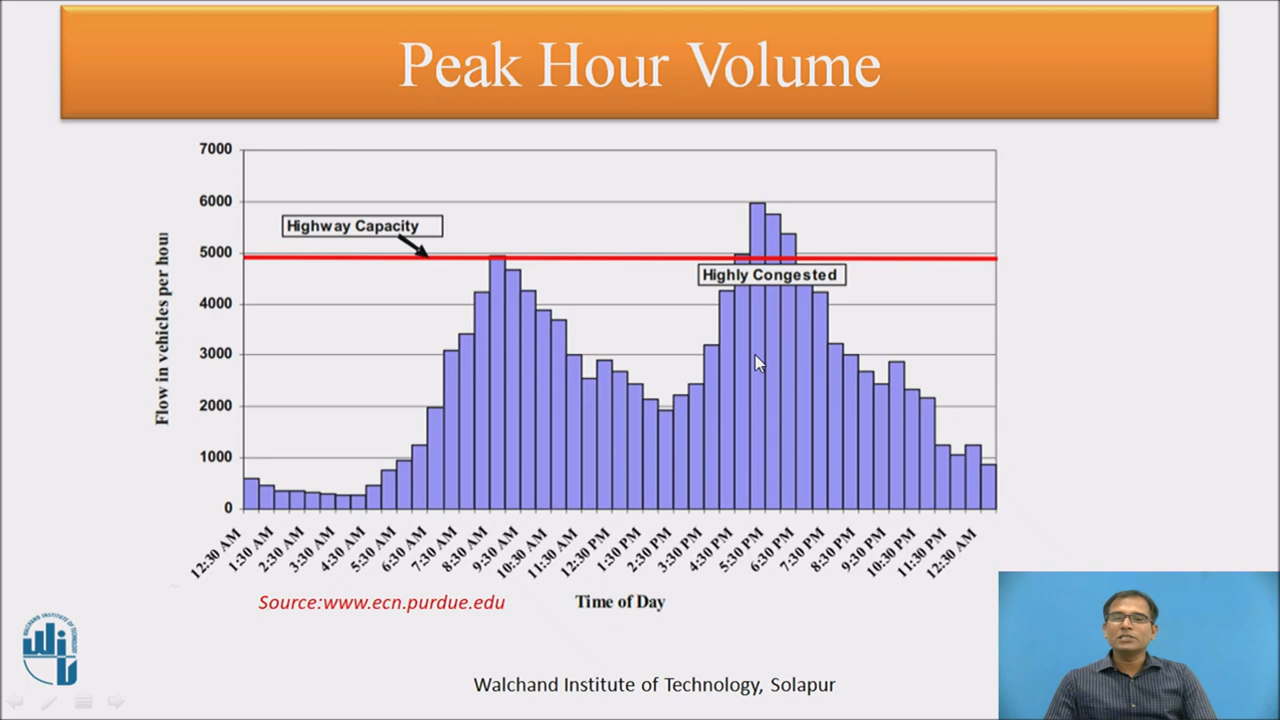 Peak Hour Volume
7000
6000
5000
4000
3000
2000
1000
0
Flow in vehicles per hour
Highway Capacity
Highly Congested
12:30 AM
1:30 AM
2:30 AM
3:30 AM
4:30 AM
5:30 AM
6:30 AM
7:30 AM
8:30 AM
9:30 AM
10:30 AM
11:30 AM
12:30 PM
1:30 PM
2:30 PM
3:30 PM
4:30 PM
5:30 PM
6:30 PM
7:30 PM
8:30 PM
9:30 PM
10:30 PM
11:30 PM
12:30 AM
Source:www.ecn.purdue.edu
Time of Day
WALCHAND INSTITUTE OF TECHNOLOGY
WIT
Walchand Institute of Technology, Solapur